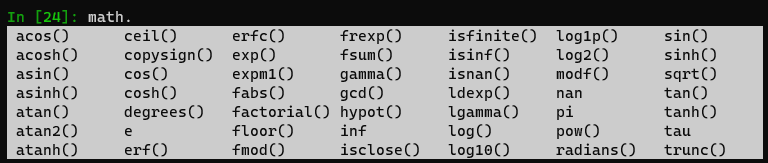 In [24]: math.
acos() ceil() erfc() frexp() isfinite() log1p() sin()
acosh() copysign() exp() fsum() isinf() log2() sinh()
asin() cos() expm1() gamma() isnan() modf() sqrt()
asinh() cosh() fabs() gcd() ldexp() nan tan()
atan() degrees() factorial() hypot() lgamma() pi tanh()
atan2() e floor() inf log() pow() tau
atanh() erf() fmod() isclose() log10() radians() trunc()